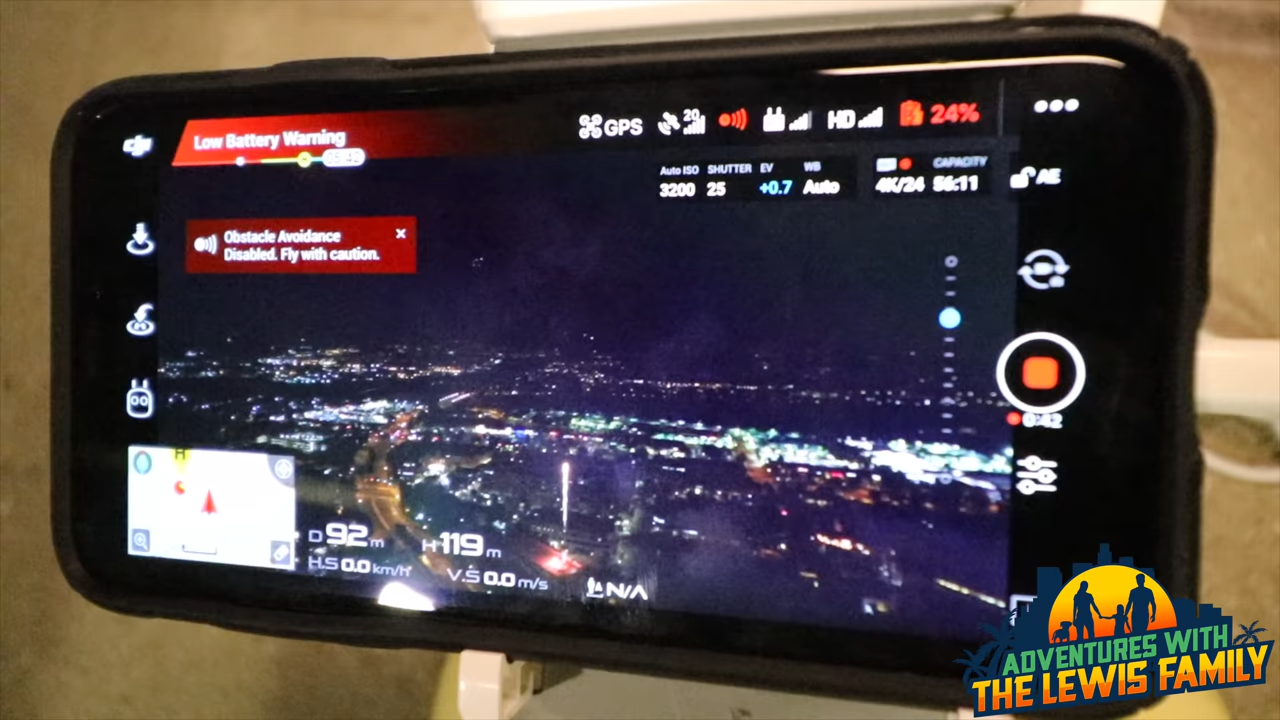 Low Battery Warning
05:42
GPS
20
HD
24%
Auto ISO SHUTTER EV WB
3200 25 +0.7 Auto
CAPACITY
4K/24 56:11
AE
Obstacle Avoidance
Disabled. Fly with caution.
0:42
H
D 92 m H 119 m
H.S 0.0 km/h V.S 0.0 m/s N/A
ADVENTURES WITH
THE LEWIS FAMILY